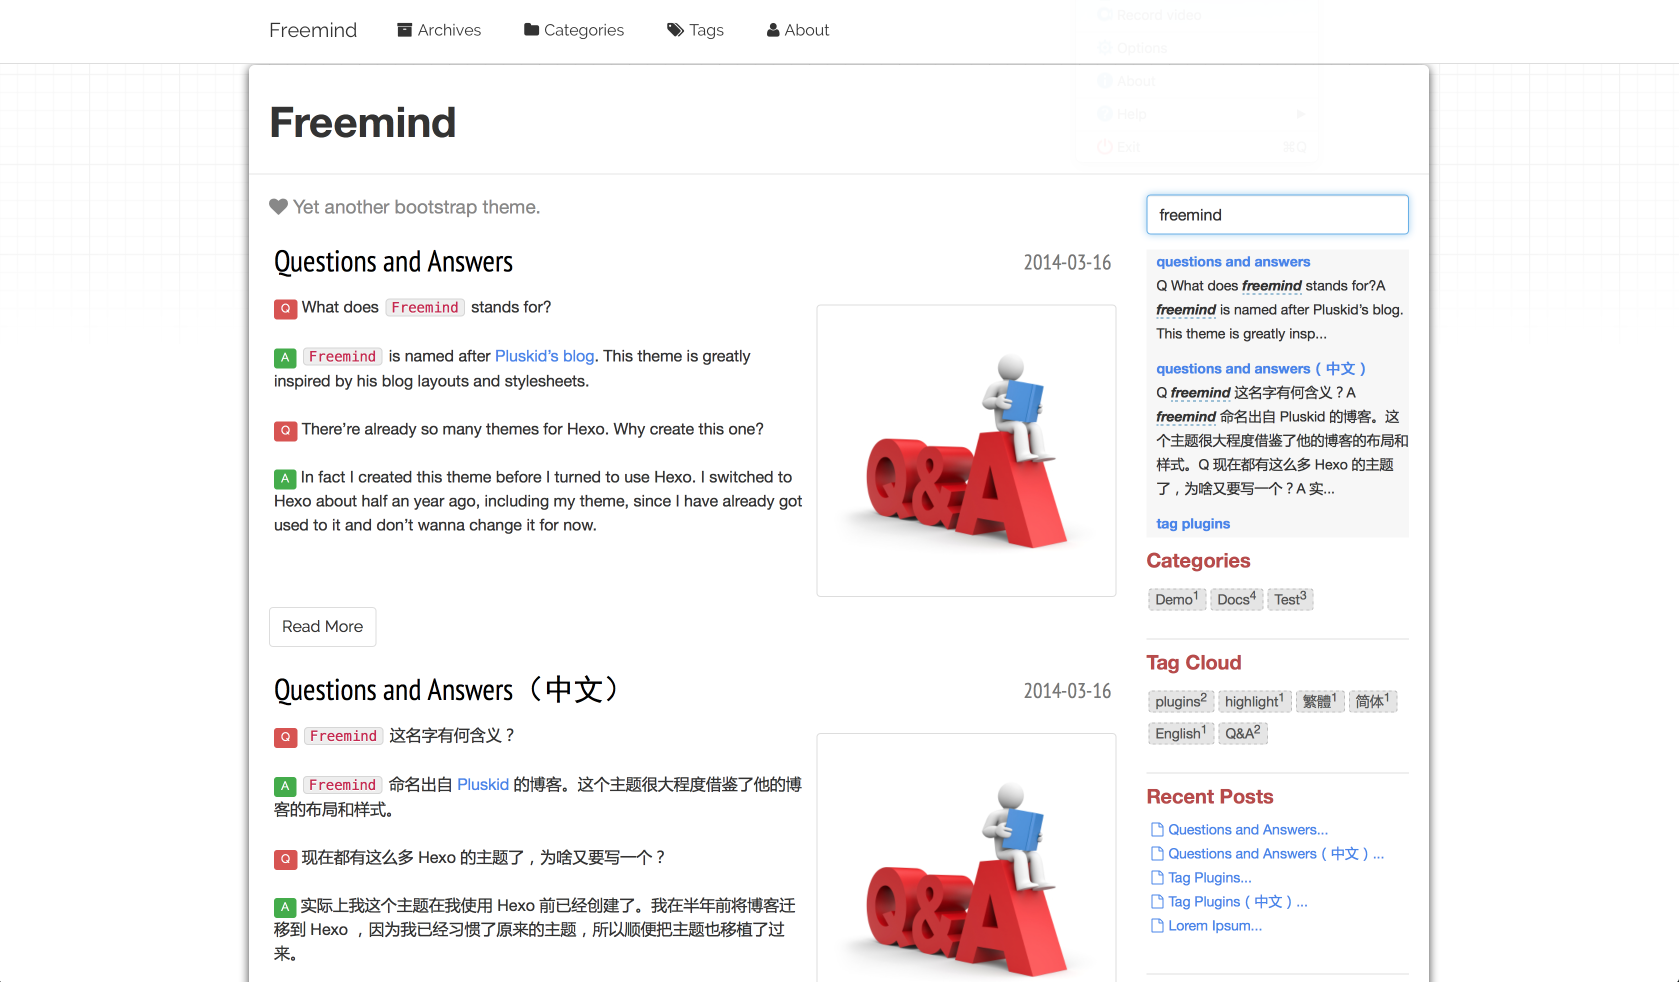 Freemind Archives Categories Tags About
Record video
Options
About
Help
Exit
Freemind
Yet another bootstrap theme.
Questions and Answers 2014-03-16
Q What does Freemind stands for?
A Freemind is named after Pluskid’s blog. This theme is greatly
inspired by his blog layouts and stylesheets.
Q There’re already so many themes for Hexo. Why create this one?
A In fact I created this theme before I turned to use Hexo. I switched to
Hexo about half an year ago, including my theme, since I have already got
used to it and don’t wanna change it for now.
Q&A
Read More
Questions and Answers（中文） 2014-03-16
Q Freemind 这名字有何含义？
A Freemind 命名出自 Pluskid 的博客。这个主题很大程度借鉴了他的博
客的布局和样式。
Q 现在都有这么多 Hexo 的主题了，为啥又要写一个？
A 实际上我这个主题在我使用 Hexo 前已经创建了。我在半年前将博客迁
移到 Hexo ，因为我已经习惯了原来的主题，所以顺便把主题也移植了过
来。
Q&A
freemind
questions and answers
Q What does freemind stands for?A
freemind is named after Pluskid’s blog.
This theme is greatly insp...
questions and answers（中文）
Q freemind 这名字有何含义？A
freemind 命名出自 Pluskid 的博客。这
个主题很大程度借鉴了他的博客的布局和
样式。Q 现在都有这么多 Hexo 的主题
了，为啥又要写一个？A 实...
tag plugins
Categories
Demo1 Docs4 Test3
Tag Cloud
plugins2 highlight1 繁體1 简体1
English1 Q&A2
Recent Posts
Questions and Answers...
Questions and Answers（中文）...
Tag Plugins...
Tag Plugins（中文）...
Lorem Ipsum...